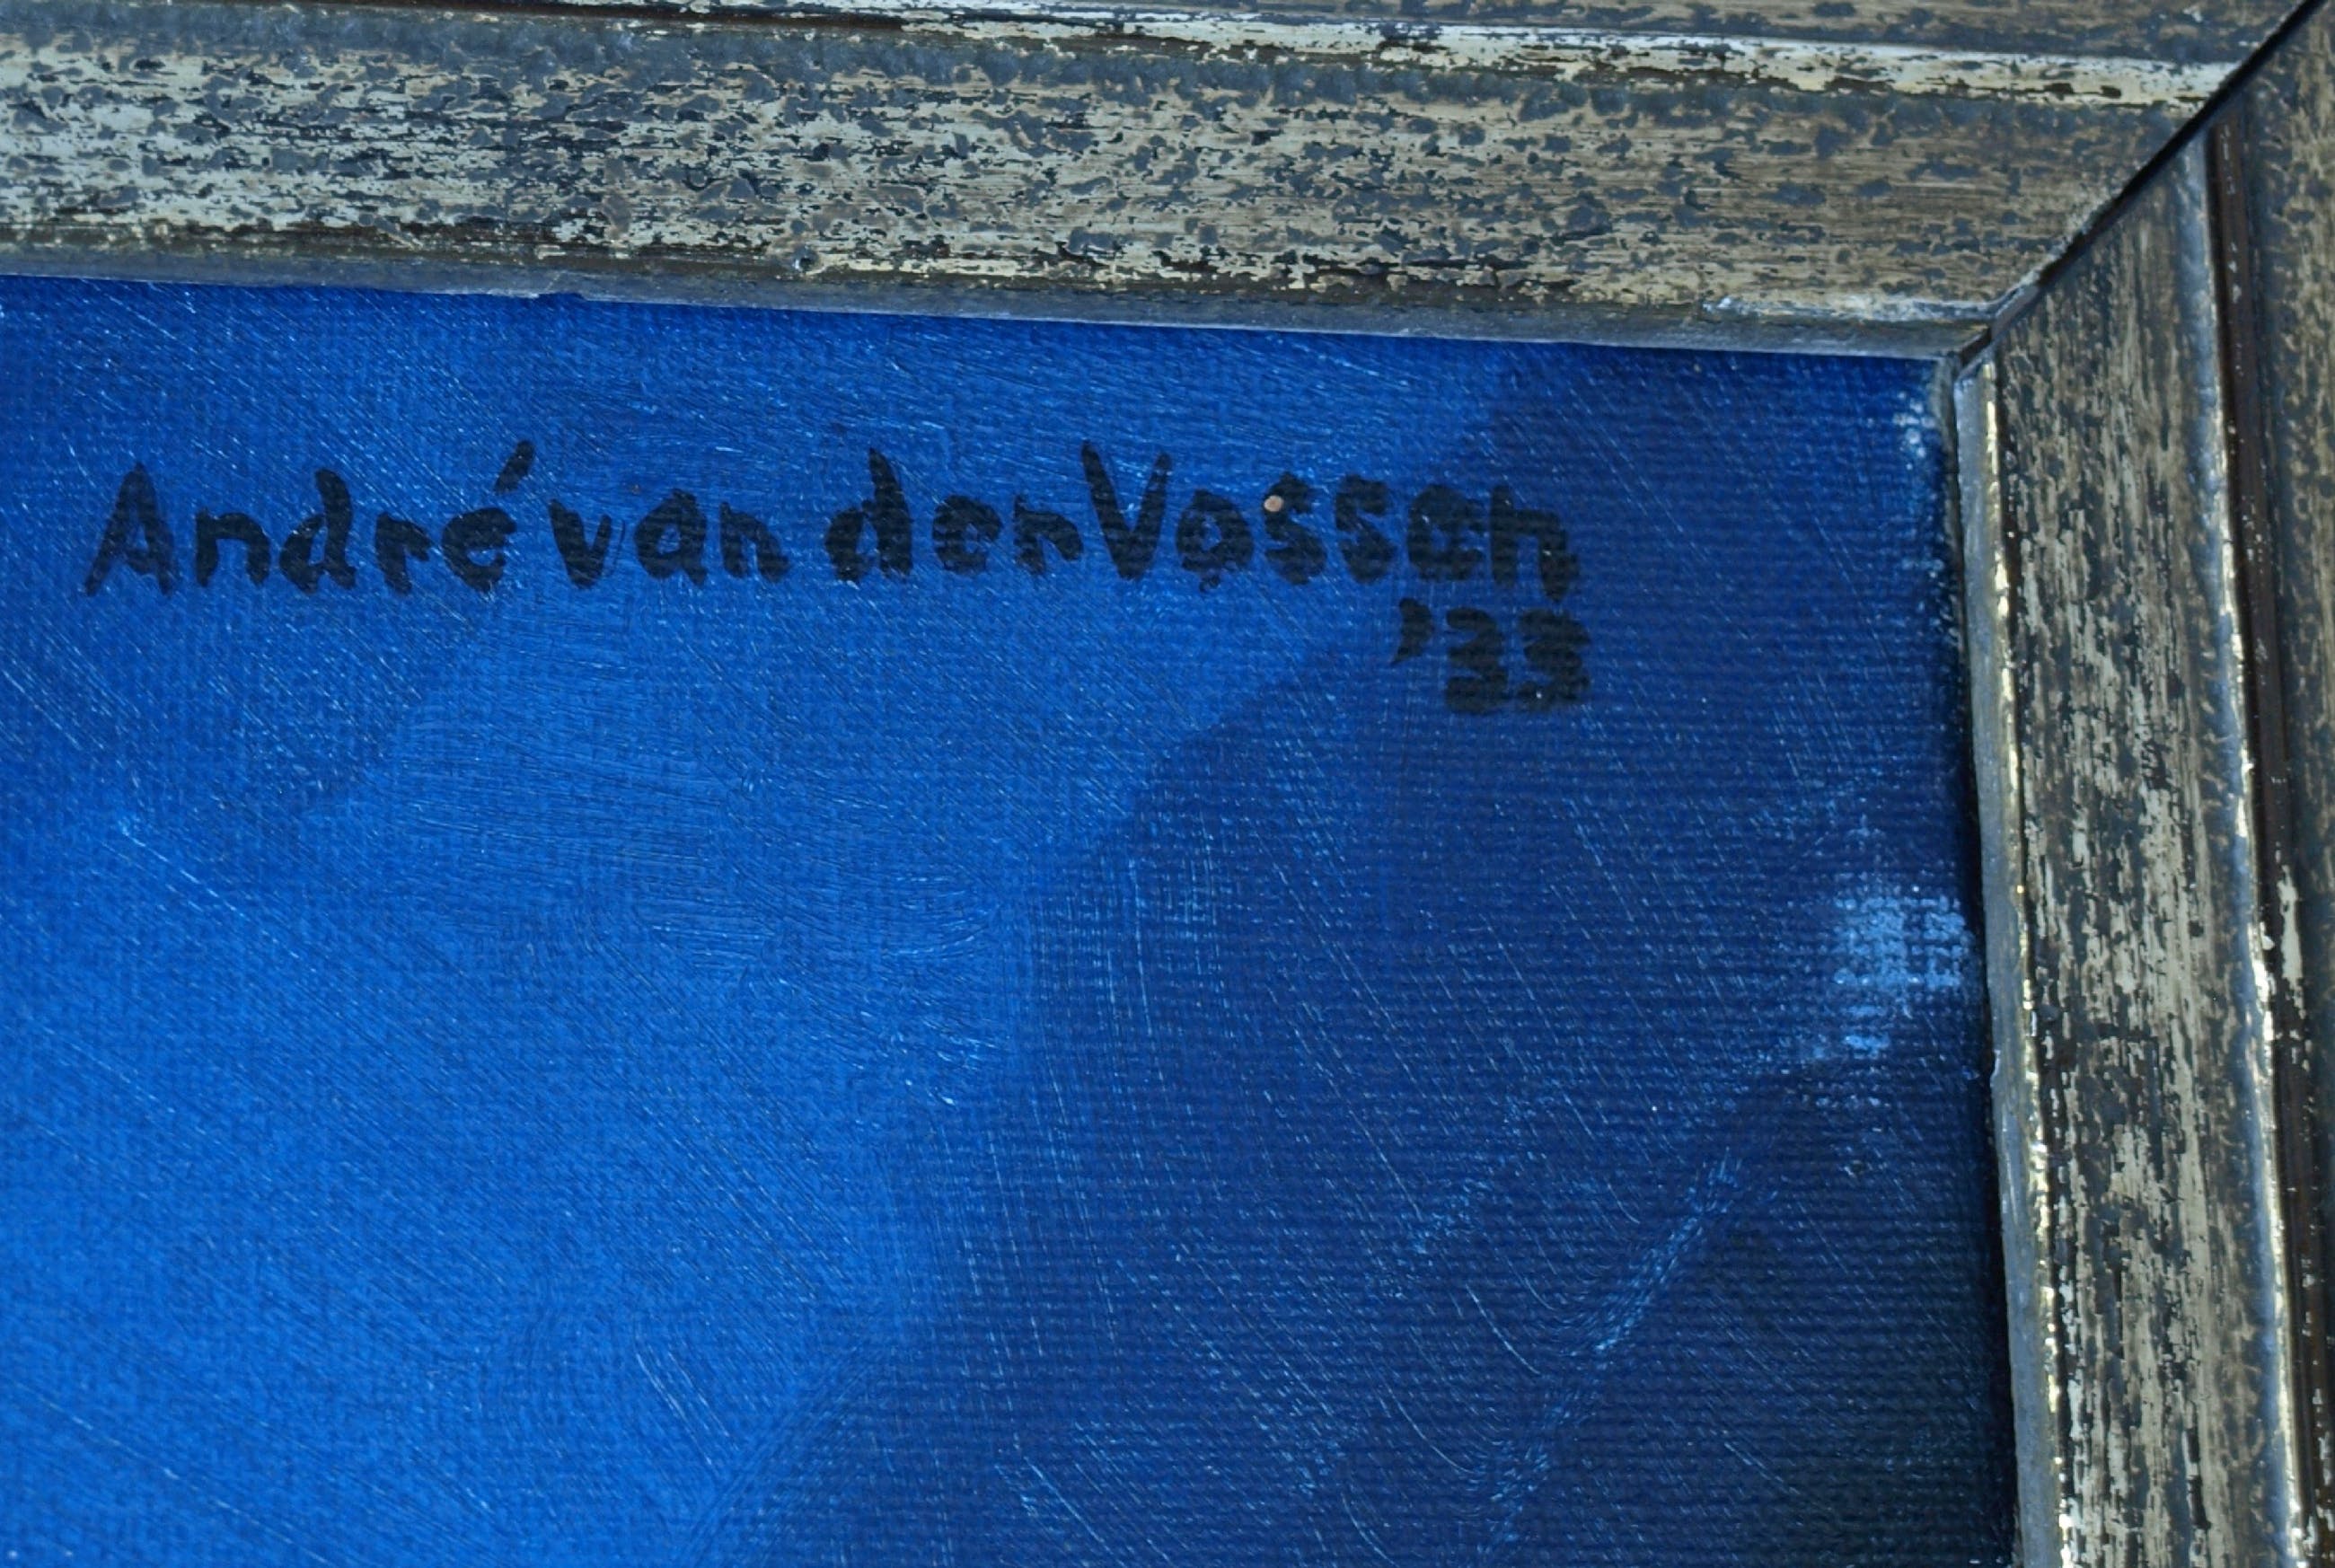 André van der Vossen
'33